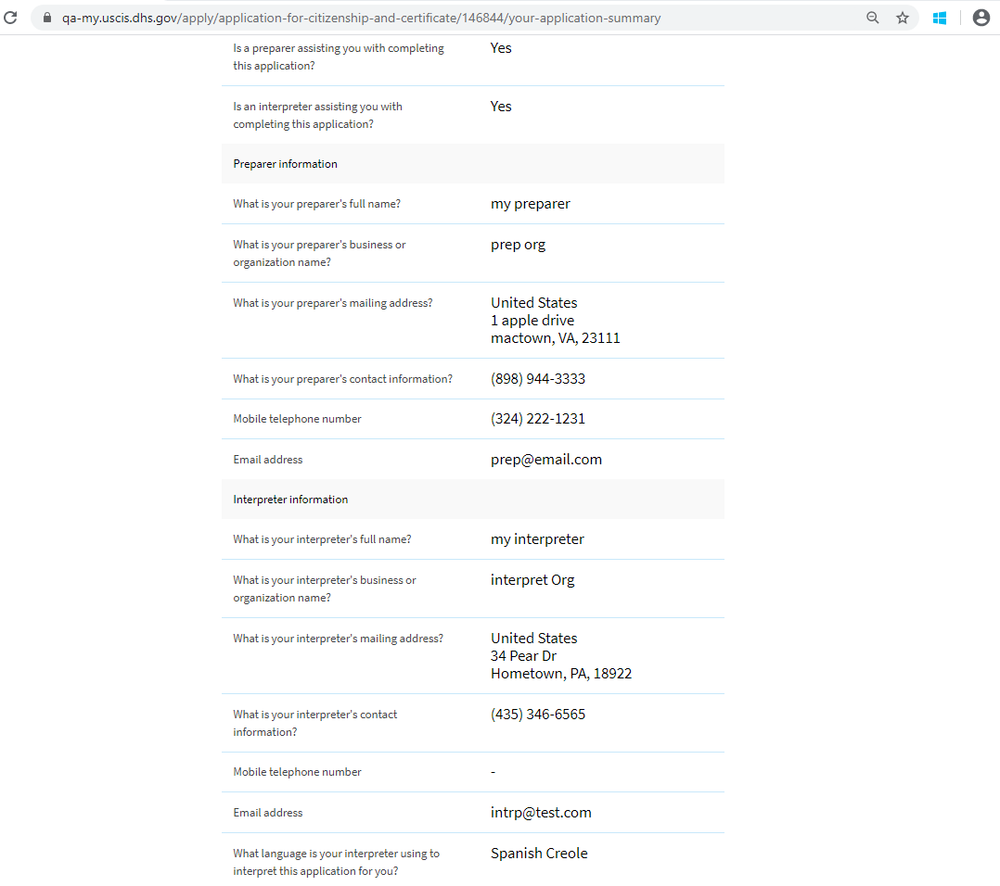 qa-my.uscis.dhs.gov/apply/application-for-citizenship-and-certificate/146844/your-application-summary
Is a preparer assisting you with completing
this application?
Yes
Is an interpreter assisting you with
completing this application?
Yes
Preparer information
What is your preparer's full name?
my preparer
What is your preparer's business or
organization name?
prep org
What is your preparer's mailing address?
United States
1 apple drive
mactown, VA, 23111
What is your preparer's contact information?
(898) 944-3333
Mobile telephone number
(324) 222-1231
Email address
prep@email.com
Interpreter information
What is your interpreter's full name?
my interpreter
What is your interpreter's business or
organization name?
interpret Org
What is your interpreter's mailing address?
United States
34 Pear Dr
Hometown, PA, 18922
What is your interpreter's contact
information?
(435) 346-6565
Mobile telephone number
-
Email address
intrp@test.com
What language is your interpreter using to
interpret this application for you?
Spanish Creole